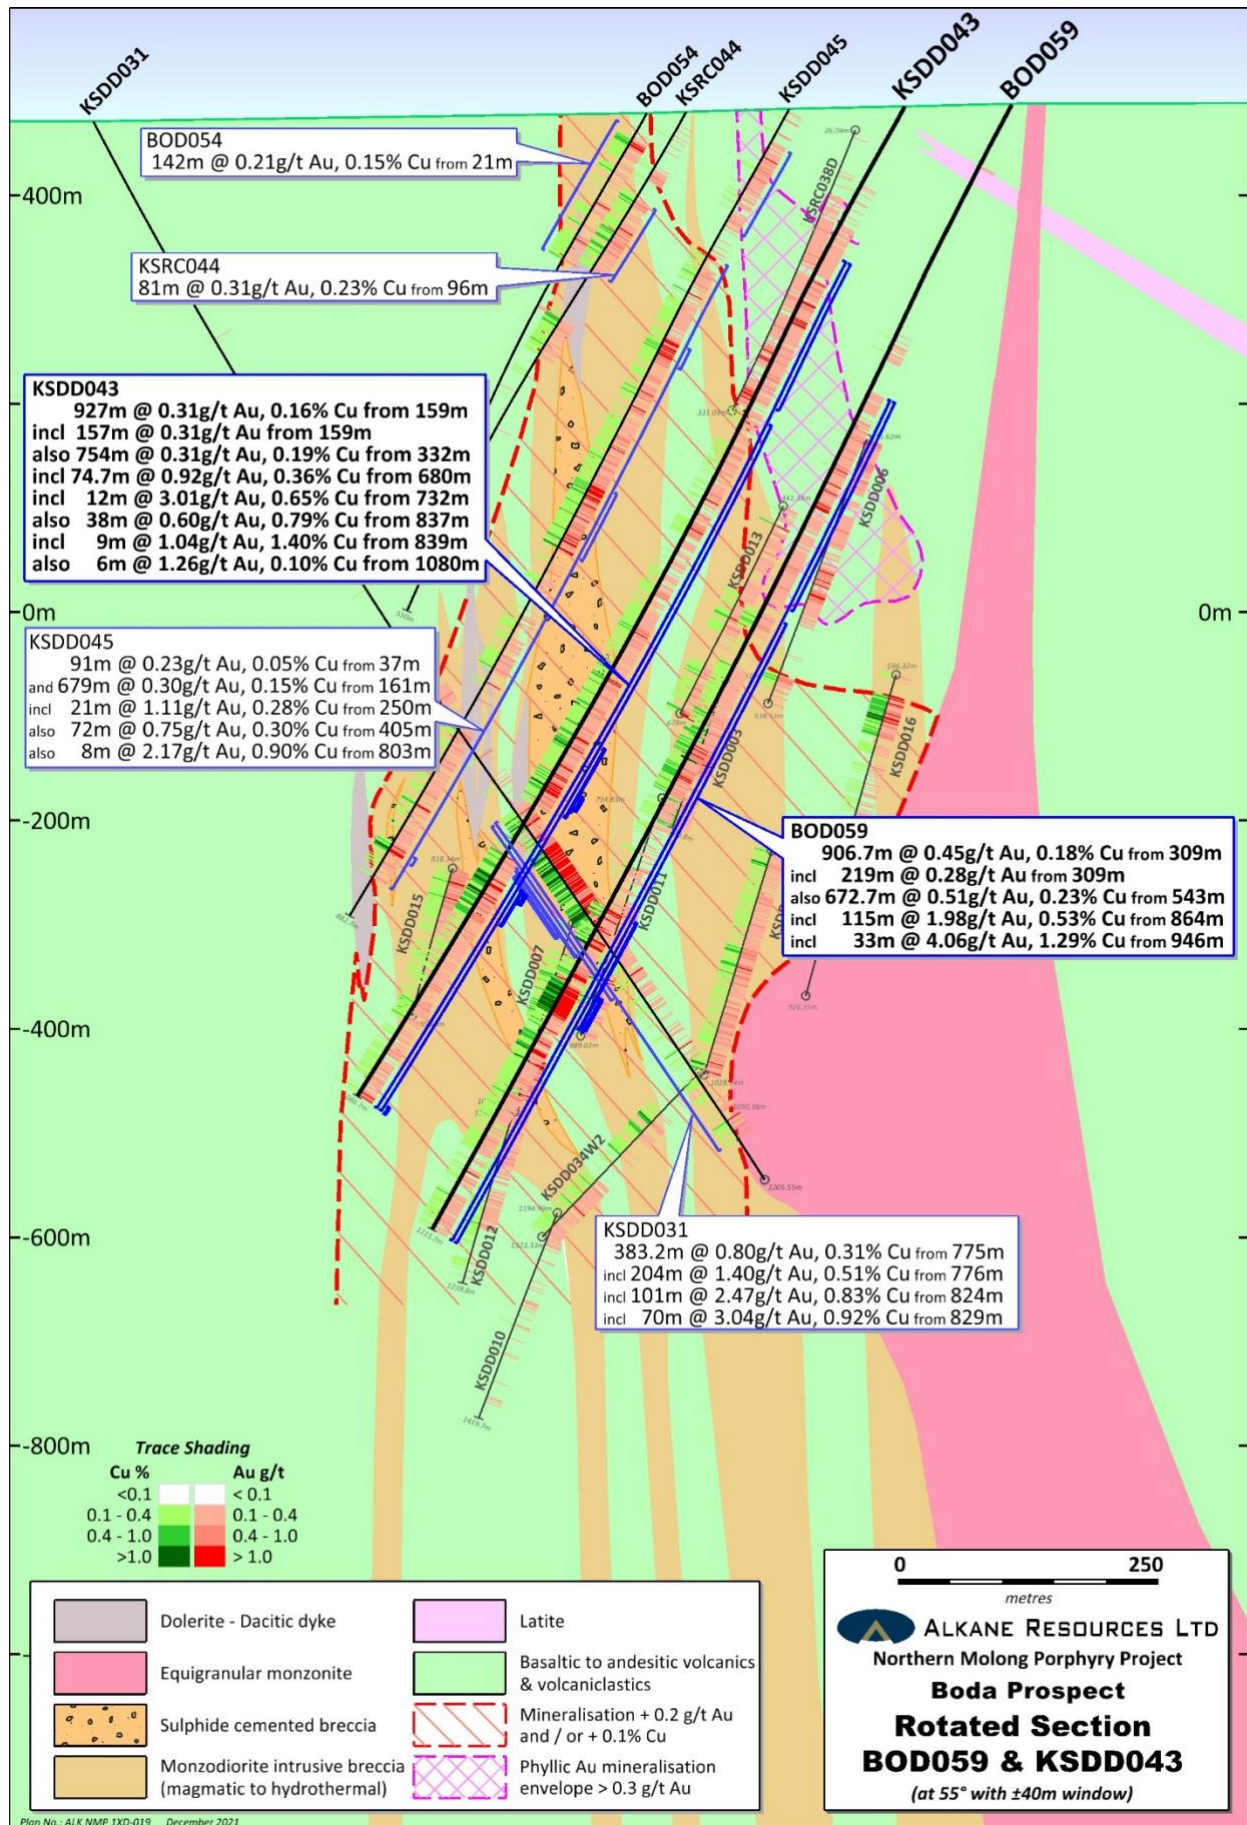 KSDD031
BOD054
KSRC044
KSDD045
KSDD043
BOD059
BOD054
142m @ 0.21g/t Au, 0.15% Cu from 21m
26.04m
KSRC038D
400m
KSRC044
81m @ 0.31g/t Au, 0.23% Cu from 96m
KSDD043
927m @ 0.31g/t Au, 0.16% Cu from 159m
incl 157m @ 0.31g/t Au from 159m
also 754m @ 0.31g/t Au, 0.19% Cu from 332m
incl 74.7m @ 0.92g/t Au, 0.36% Cu from 680m
incl 12m @ 3.01g/t Au, 0.65% Cu from 732m
also 38m @ 0.60g/t Au, 0.79% Cu from 837m
incl 9m @ 1.04g/t Au, 1.40% Cu from 839m
also 6m @ 1.26g/t Au, 0.10% Cu from 1080m
KSDD006
KSDD013
0m
0m
KSDD045
91m @ 0.23g/t Au, 0.05% Cu from 37m
and 679m @ 0.30g/t Au, 0.15% Cu from 161m
incl 21m @ 1.11g/t Au, 0.28% Cu from 250m
also 72m @ 0.75g/t Au, 0.30% Cu from 405m
also 8m @ 2.17g/t Au, 0.90% Cu from 803m
596.32m
KSDD016
KSDD003
-200m
BOD059
906.7m @ 0.45g/t Au, 0.18% Cu from 309m
incl 219m @ 0.28g/t Au from 309m
also 672.7m @ 0.51g/t Au, 0.23% Cu from 543m
incl 115m @ 1.98g/t Au, 0.53% Cu from 864m
incl 33m @ 4.06g/t Au, 1.29% Cu from 946m
KSDD015
KSDD011
KSDD007
926.35m
-400m
989.02m
1205.55m
KSDD034W2
1194.99m
1323.33m
-600m
KSDD012
KSDD031
383.2m @ 0.80g/t Au, 0.31% Cu from 775m
incl 204m @ 1.40g/t Au, 0.51% Cu from 776m
incl 101m @ 2.47g/t Au, 0.83% Cu from 824m
incl 70m @ 3.04g/t Au, 0.92% Cu from 829m
KSDD010
-800m
Trace Shading
Cu % Au g/t
<0.1 < 0.1
0.1 - 0.4 0.1 - 0.4
0.4 - 1.0 0.4 - 1.0
>1.0 > 1.0
Dolerite - Dacitic dyke
Equigranular monzonite
Sulphide cemented breccia
Monzodiorite intrusive breccia
(magmatic to hydrothermal)
Latite
Basaltic to andesitic volcanics
& volcaniclastics
Mineralisation + 0.2 g/t Au
and / or + 0.1% Cu
Phyllic Au mineralisation
envelope > 0.3 g/t Au
0 250
metres
ALKANE RESOURCES LTD
Northern Molong Porphyry Project
Boda Prospect
Rotated Section
BOD059 & KSDD043
(at 55° with ±40m window)
Plan No.: ALK NMP 1XD-019 December 2021